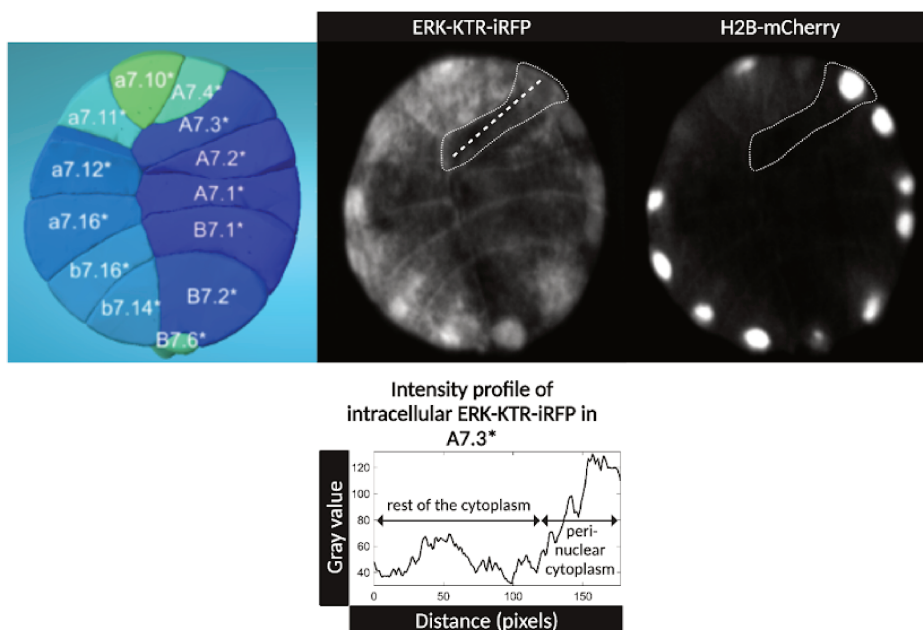 ERK-KTR-iRFP
H2B-mCherry
a7.10*
A7.4*
a7.11*
A7.3*
a7.12*
A7.2*
A7.1*
a7.16*
B7.1*
b7.16*
B7.2*
b7.14*
B7.6*
Intensity profile of
intracellular ERK-KTR-iRFP in
A7.3*
Gray value
120
100
80
60
40
rest of the cytoplasm
peri-
nuclear
cytoplasm
0
50
100
150
Distance (pixels)